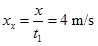 x_x = x/t_1 = 4 m/s